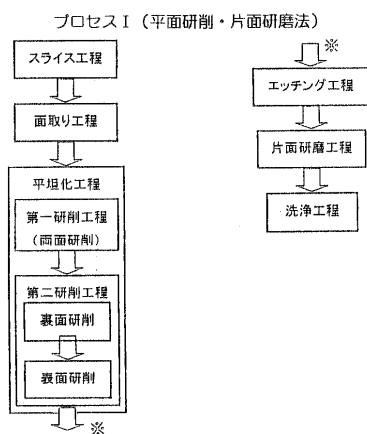 プロセスⅠ(平面研削・片面研磨法)
スライス工程
面取り工程
平坦化工程
第一研削工程
(両面研削)
第二研削工程
裏面研削
表面研削
※
※
エッチング工程
片面研磨工程
洗浄工程